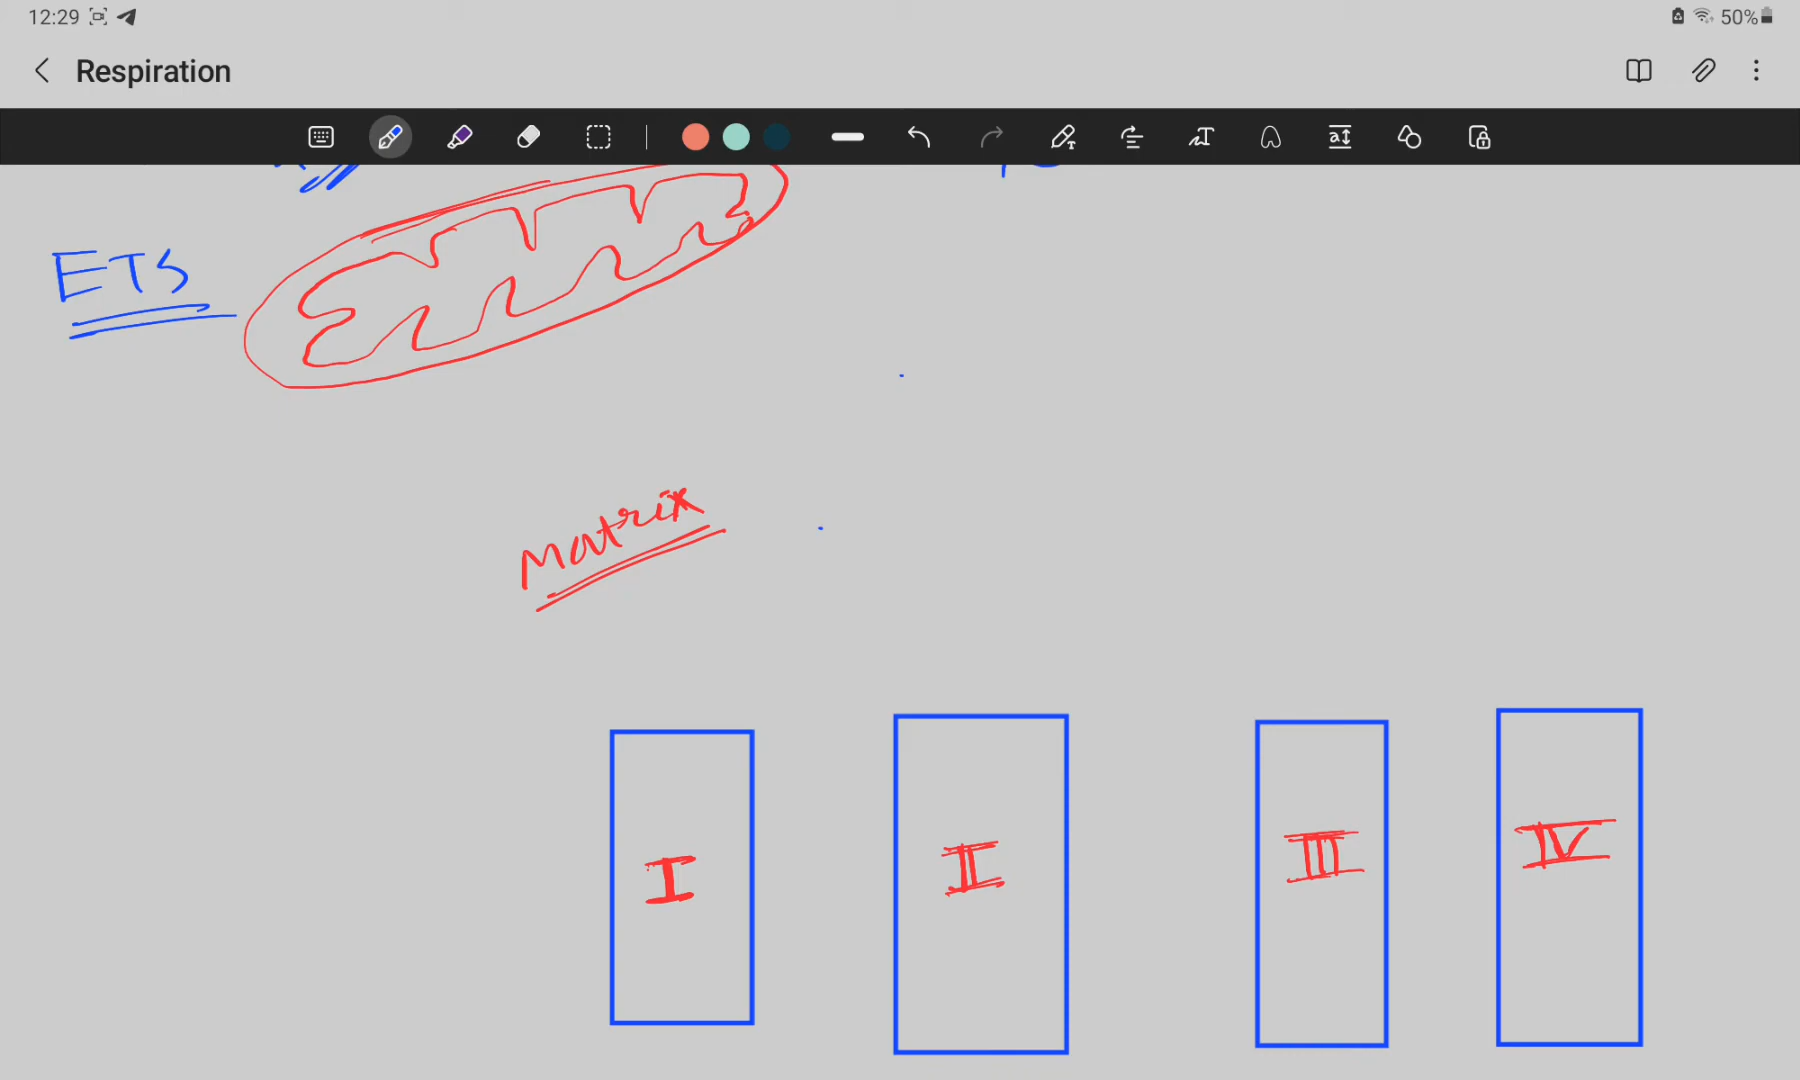 12:29
50%
Respiration
ETS
Matrix
I
II
III
IV